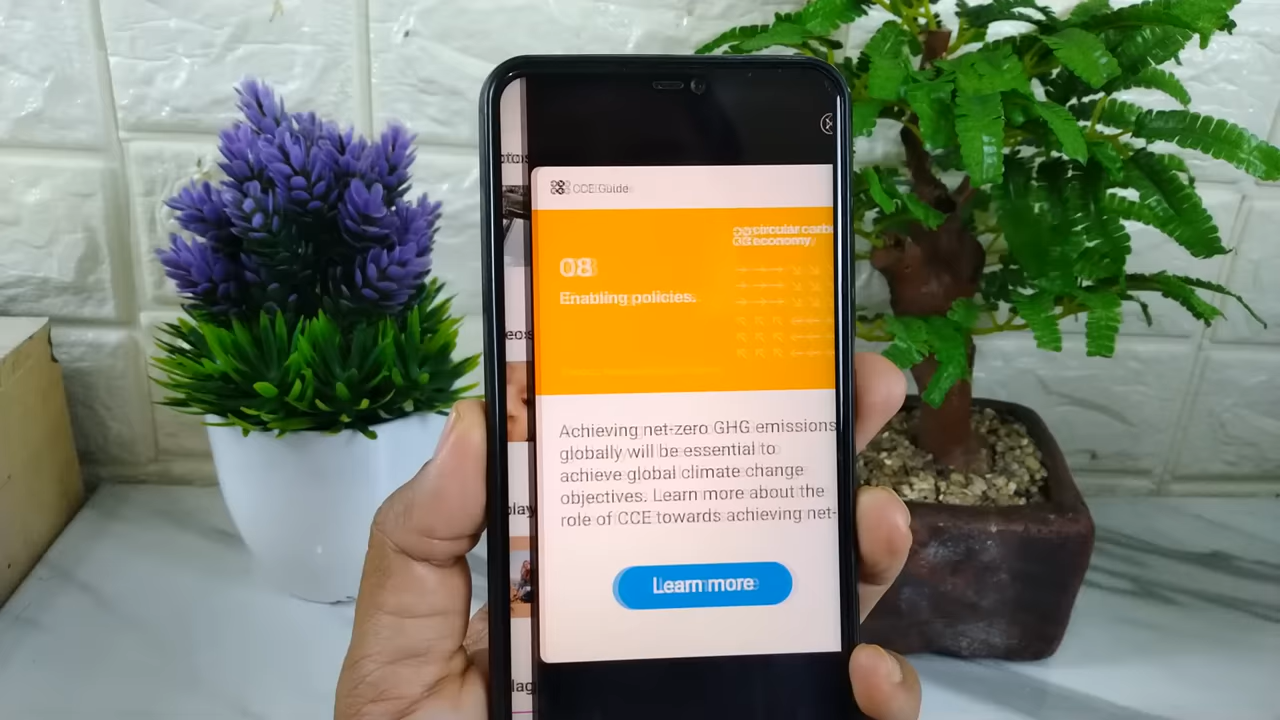 CCE Guide
circular carbo
economy
08
Enabling policies.
Achieving net-zero GHG emissions
globally will be essential to
achieve global climate change
objectives. Learn more about the
role of CCE towards achieving net-
Learn more